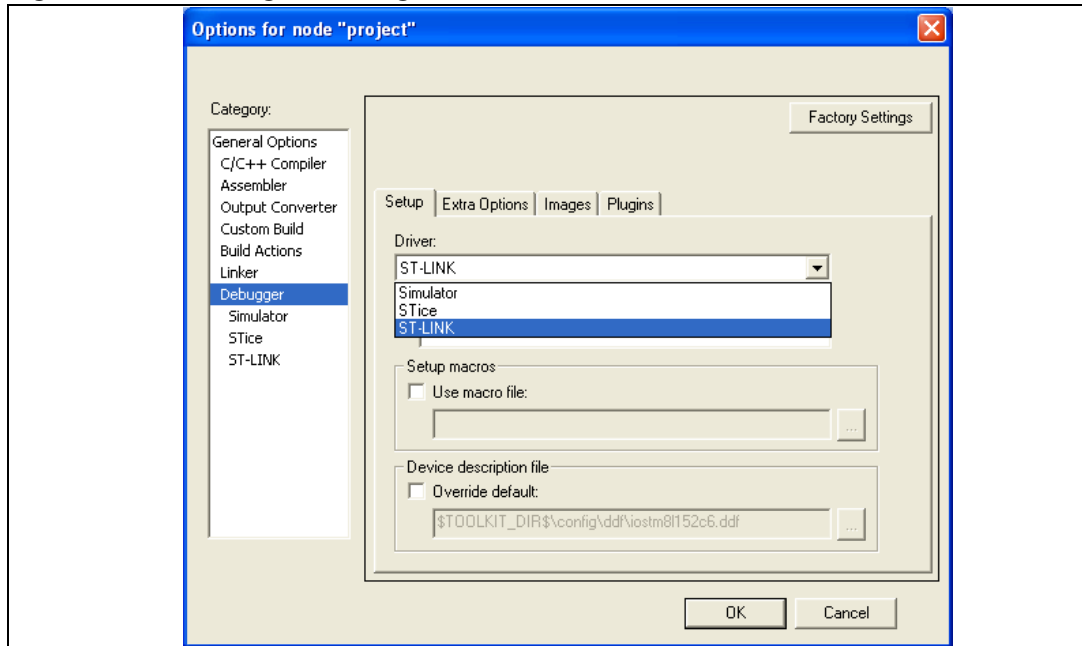 Options for node "project"
Category:
Factory Settings
General Options
C/C++ Compiler
Assembler
Output Converter
Custom Build
Build Actions
Linker
Debugger
Simulator
STice
ST-LINK
Setup Extra Options Images Plugins
Driver:
ST-LINK
Simulator
STice
ST-LINK
Setup macros
Use macro file:
...
Device description file
Override default:
$TOOLKIT_DIR$\config\ddf\iostm8l152c6.ddf
...
OK Cancel